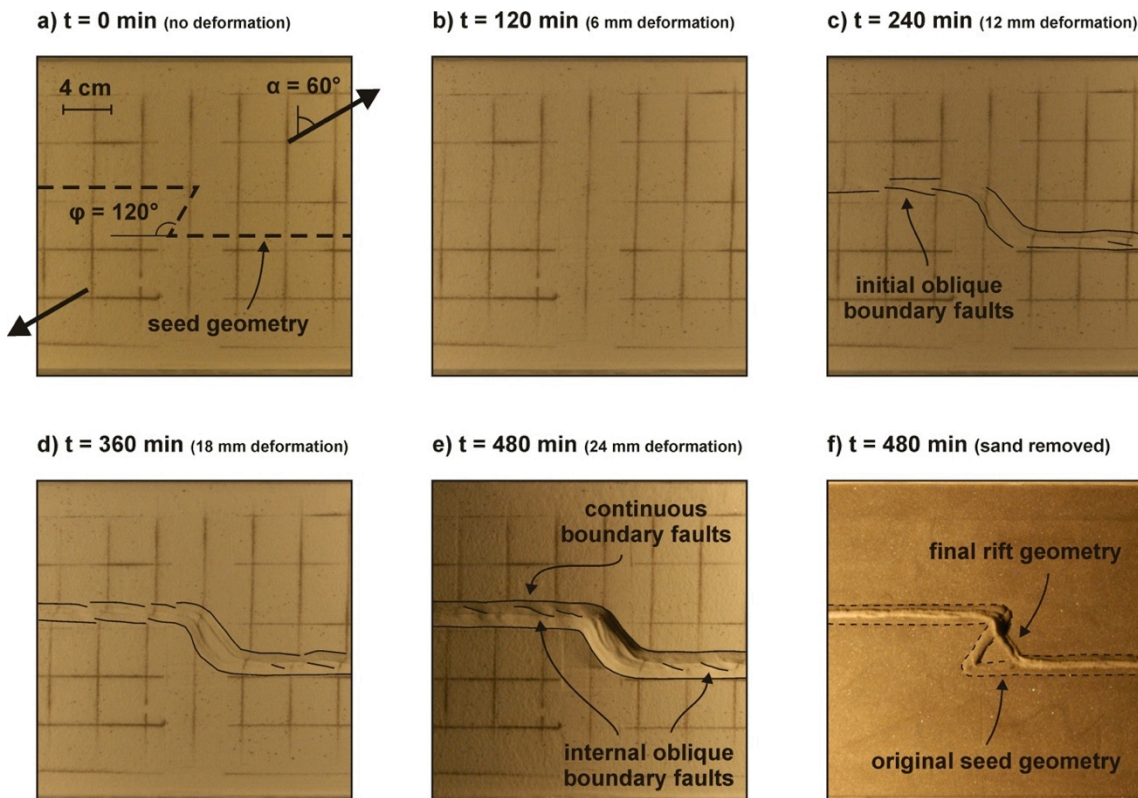 a) t = 0 min (no deformation)
4 cm
α = 60°
φ = 120°
seed geometry
b) t = 120 min (6 mm deformation)
c) t = 240 min (12 mm deformation)
initial oblique
boundary faults
d) t = 360 min (18 mm deformation)
e) t = 480 min (24 mm deformation)
continuous
boundary faults
internal oblique
boundary faults
f) t = 480 min (sand removed)
final rift geometry
original seed geometry